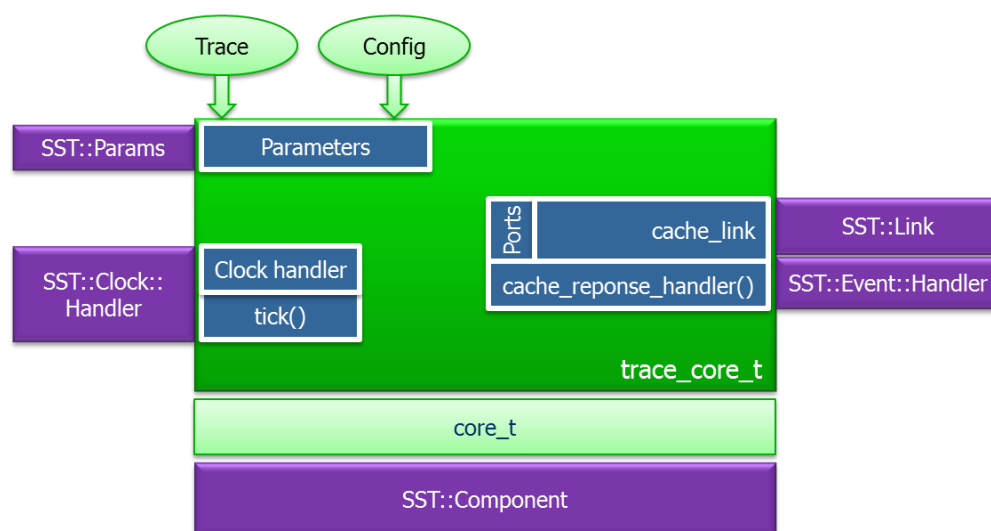 Trace
Config
SST::Params
Parameters
Ports
cache_link
SST::Link
SST::Clock::
Handler
Clock handler
cache_reponse_handler()
SST::Event::Handler
tick()
trace_core_t
core_t
SST::Component